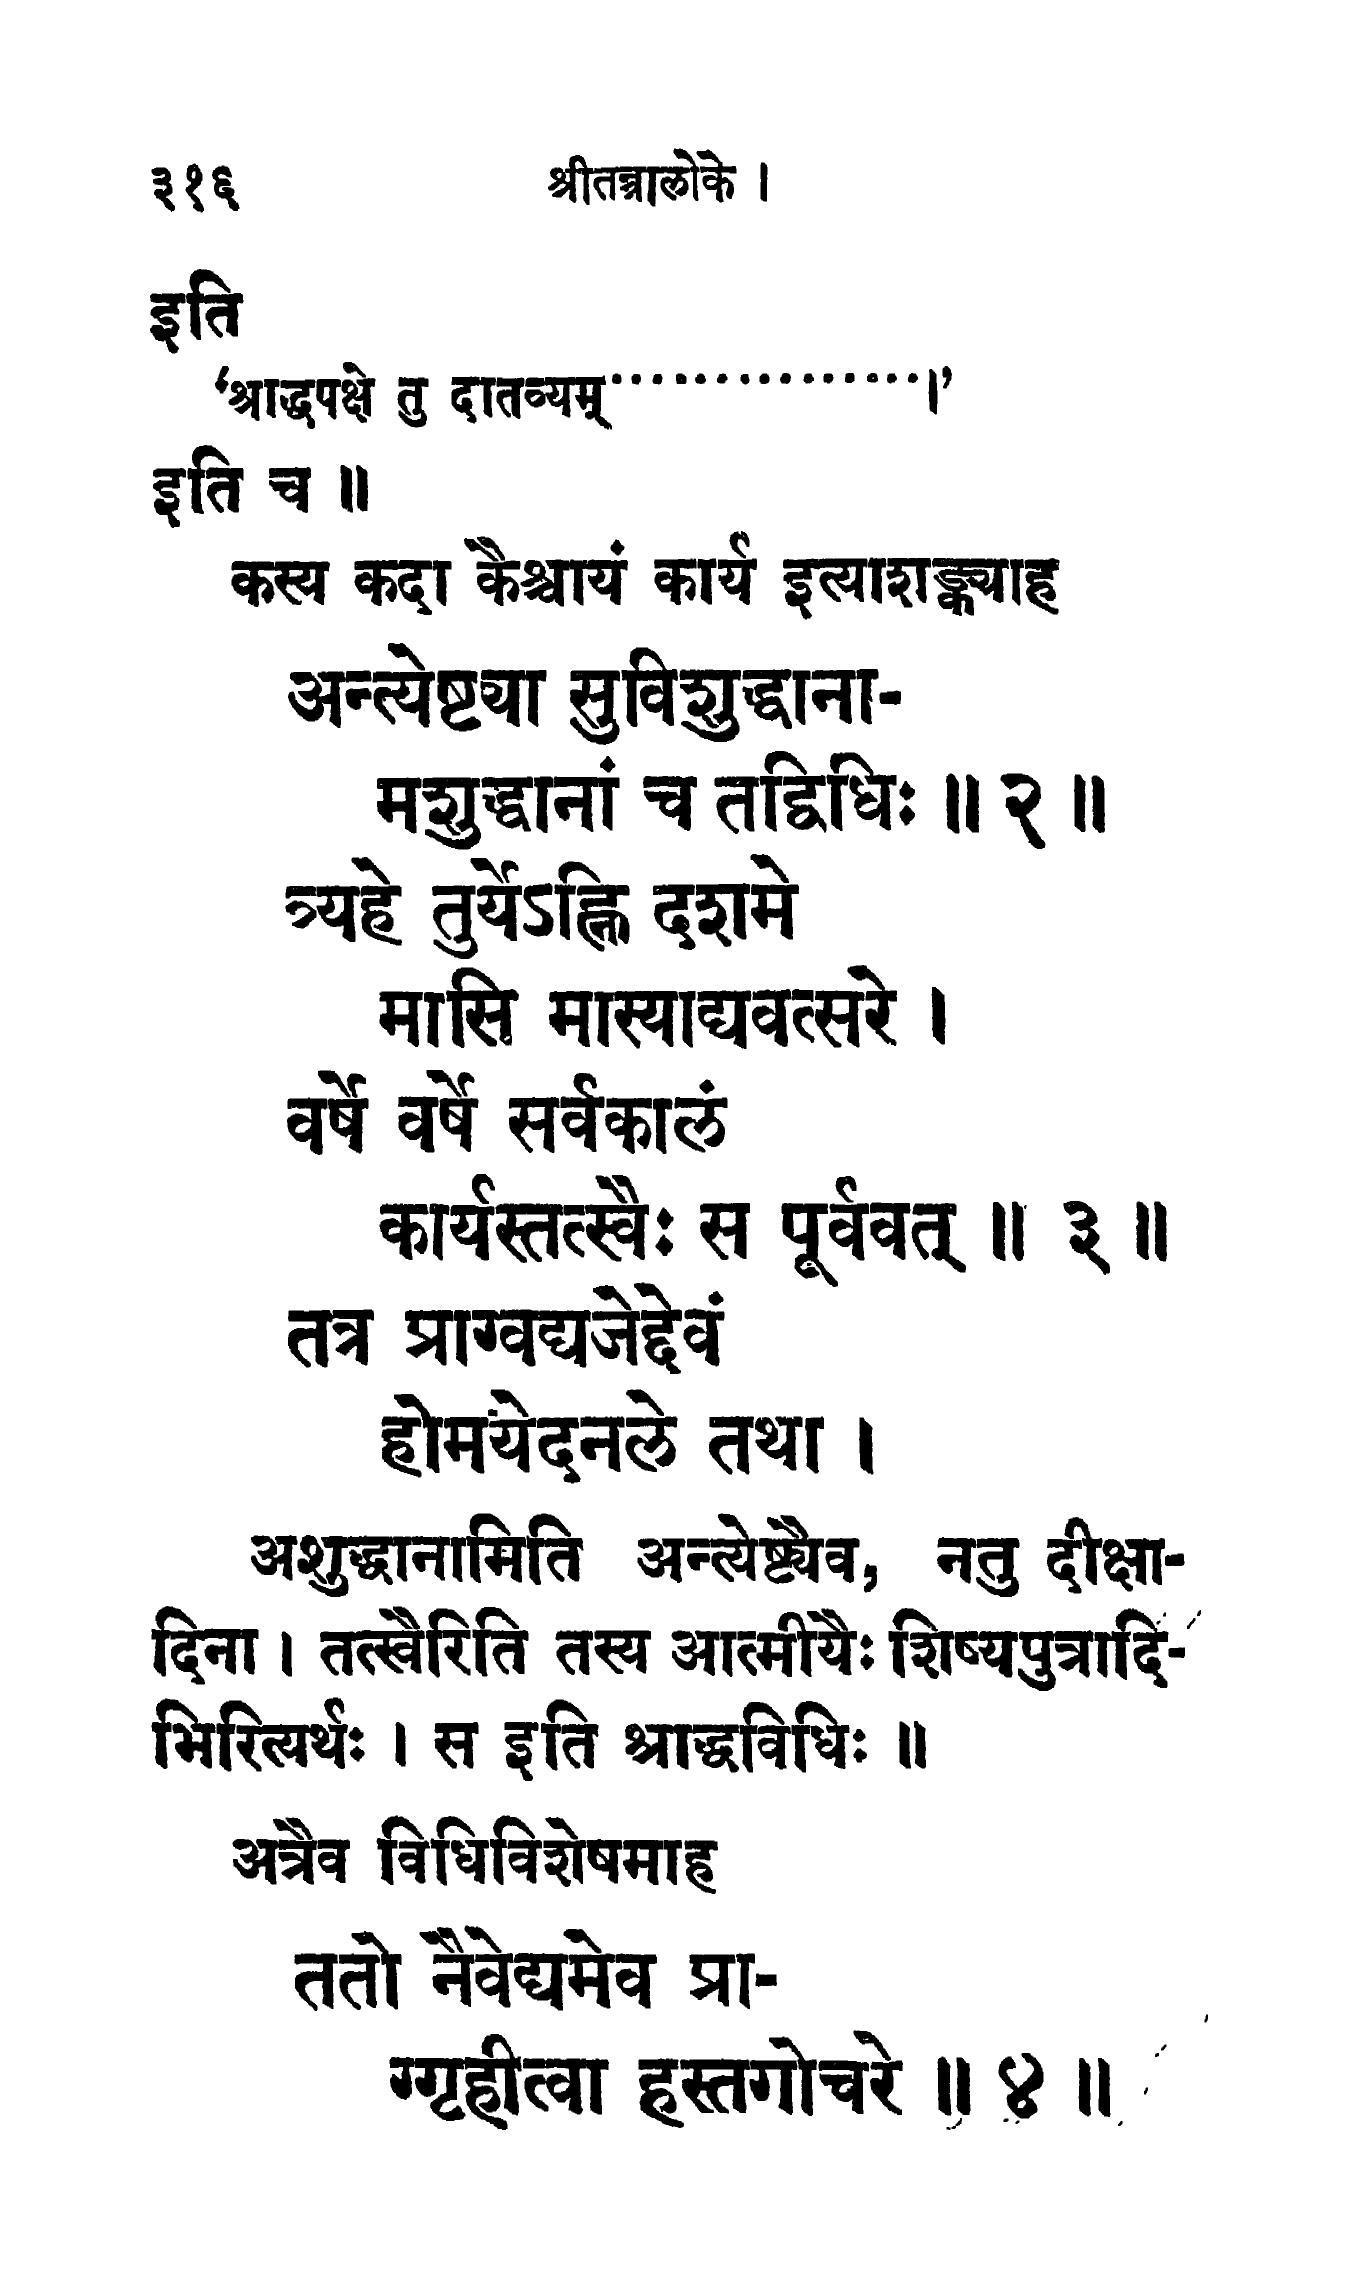 ३१६ श्रीतन्त्रालोके ।
इति
‘श्राद्धपक्षे तु दातव्यम्················।’
इति च ॥
कस्य कदा कैश्चायं कार्य इत्याशङ्क्याह
अन्त्येष्ट्या सुविशुद्धाना-
मशुद्धानां च तद्विधिः ॥ २ ॥
त्र्यहे तुर्येऽह्नि दशमे
मासि मास्याद्यवत्सरे ।
वर्षे वर्षे सर्वकालं
कार्यस्तत्स्वैः स पूर्ववत् ॥ ३ ॥
तत्र प्राग्वद्यजेद्देवं
होमयेदनले तथा ।
अशुद्धानामिति अन्त्येष्ट्यैव, नतु दीक्षा-
दिना । तत्स्वैरिति तस्य आत्मीयैः शिष्यपुत्रादि-
भिरित्यर्थः । स इति श्राद्धविधिः ॥
अत्रैव विधिविशेषमाह
ततो नैवेद्यमेव प्रा-
ग्गृहीत्वा हस्तगोचरे ॥ ४ ॥